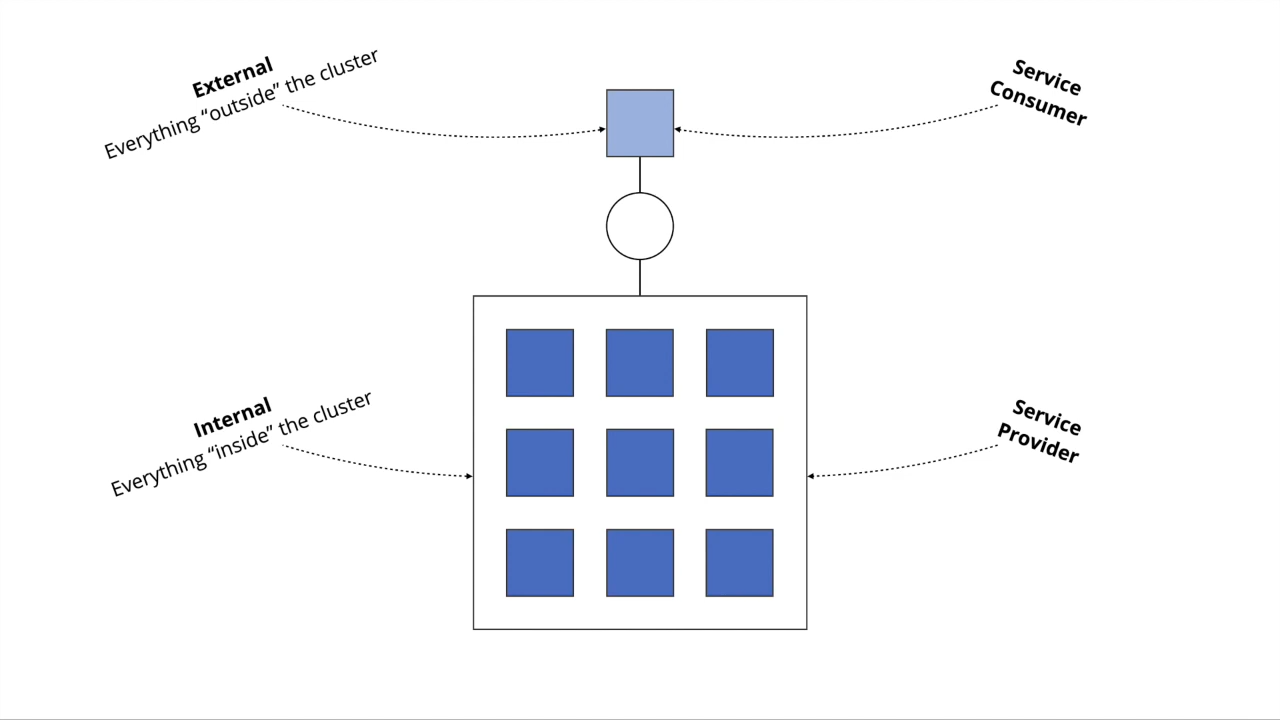 External
Everything “outside” the cluster
Service
Consumer
Internal
Everything “inside” the cluster
Service
Provider